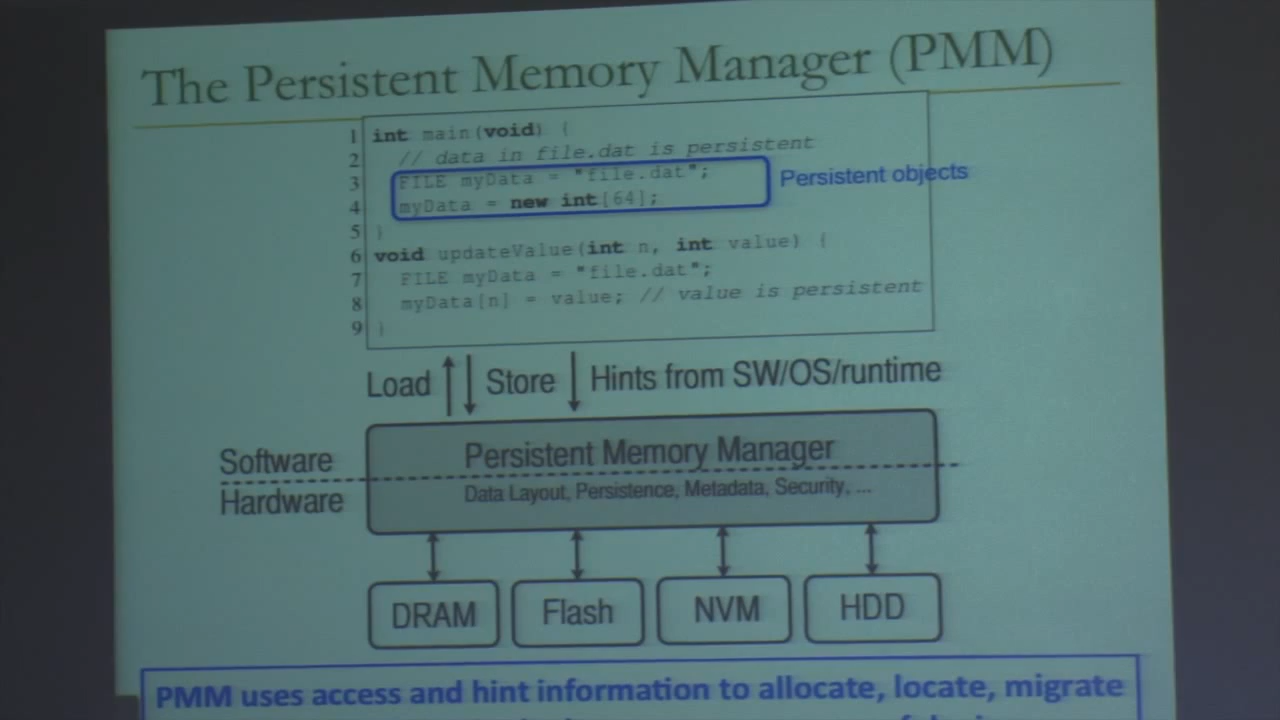 The Persistent Memory Manager (PMM)
1 int main(void) {
2 // data in file.dat is persistent
3 FILE myData = "file.dat";
4 myData = new int[64];
5 }
Persistent objects
6 void updateValue(int n, int value) {
7 FILE myData = "file.dat";
8 myData[n] = value; // value is persistent
9 }
Load Store Hints from SW/OS/runtime
Software
Hardware
Persistent Memory Manager
Data Layout, Persistence, Metadata, Security, ...
DRAM Flash NVM HDD
PMM uses access and hint information to allocate, locate, migrate